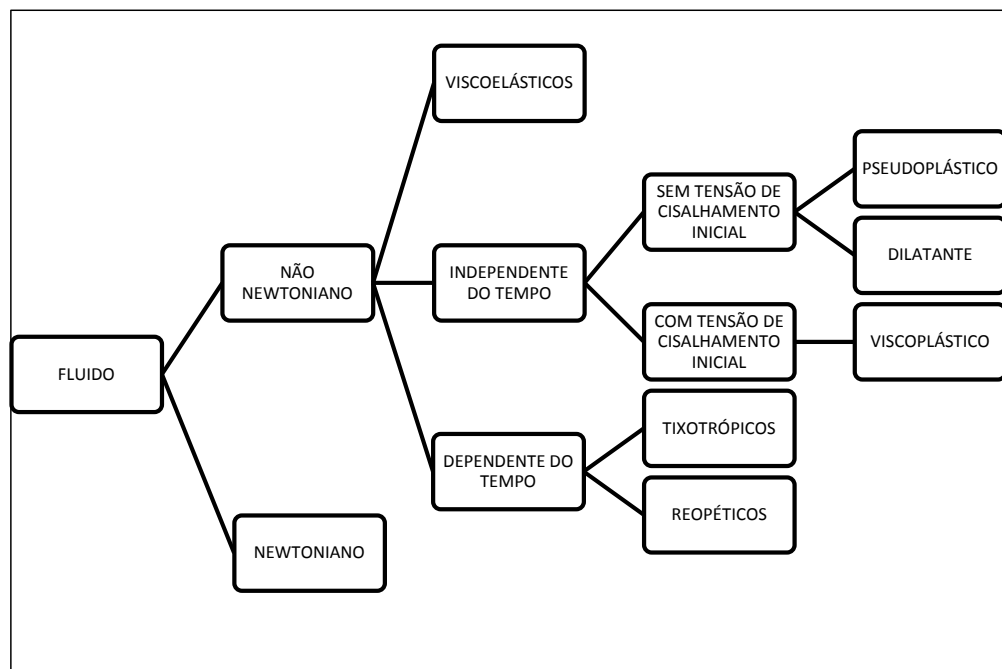 VISCOELÁSTICOS
PSEUDOPLÁSTICO
SEM TENSÃO DE
CISALHAMENTO
INICIAL
DILATANTE
NÃO
NEWTONIANO
INDEPENDENTE
DO TEMPO
COM TENSÃO DE
CISALHAMENTO
INICIAL
VISCOPLÁSTICO
FLUIDO
TIXOTRÓPICOS
DEPENDENTE DO
TEMPO
REOPÉTICOS
NEWTONIANO